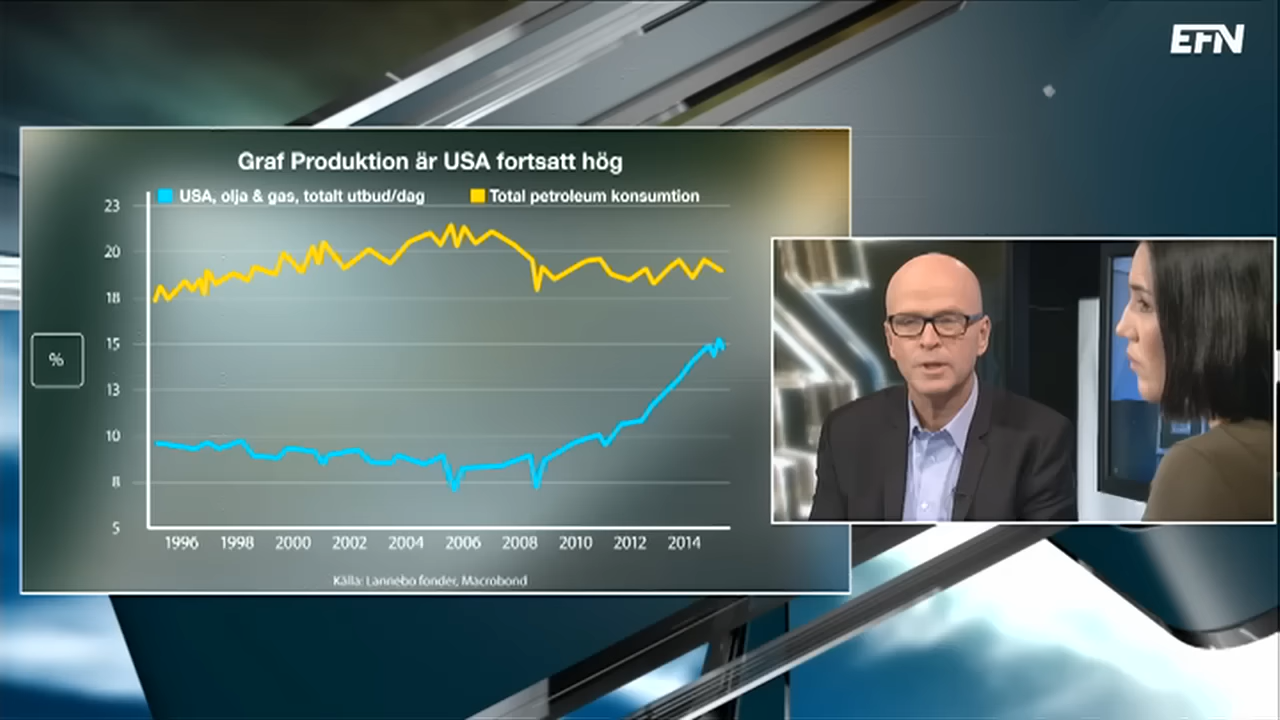 EFN
Graf Produktion är USA fortsatt hög
USA, olja & gas, totalt utbud/dag
Total petroleum konsumtion
23
20
18
15
13
10
8
5
%
1996 1998 2000 2002 2004 2006 2008 2010 2012 2014
Källa: Lannebo fonder, Macrobond